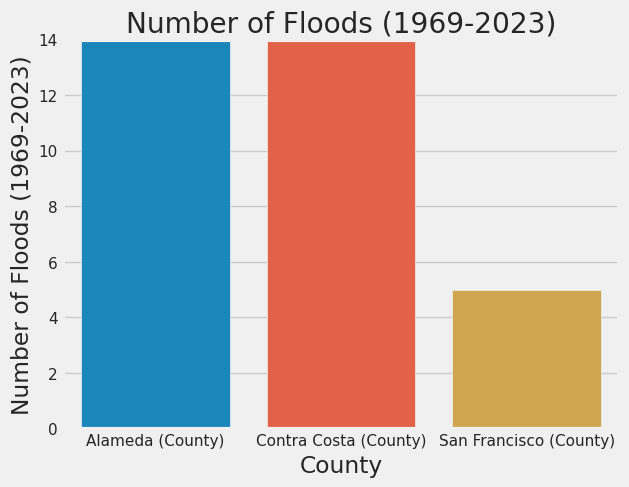 Number of Floods (1969-2023)
Number of Floods (1969-2023)
14
12
10
8
6
4
2
0
Alameda (County) Contra Costa (County) San Francisco (County)
County